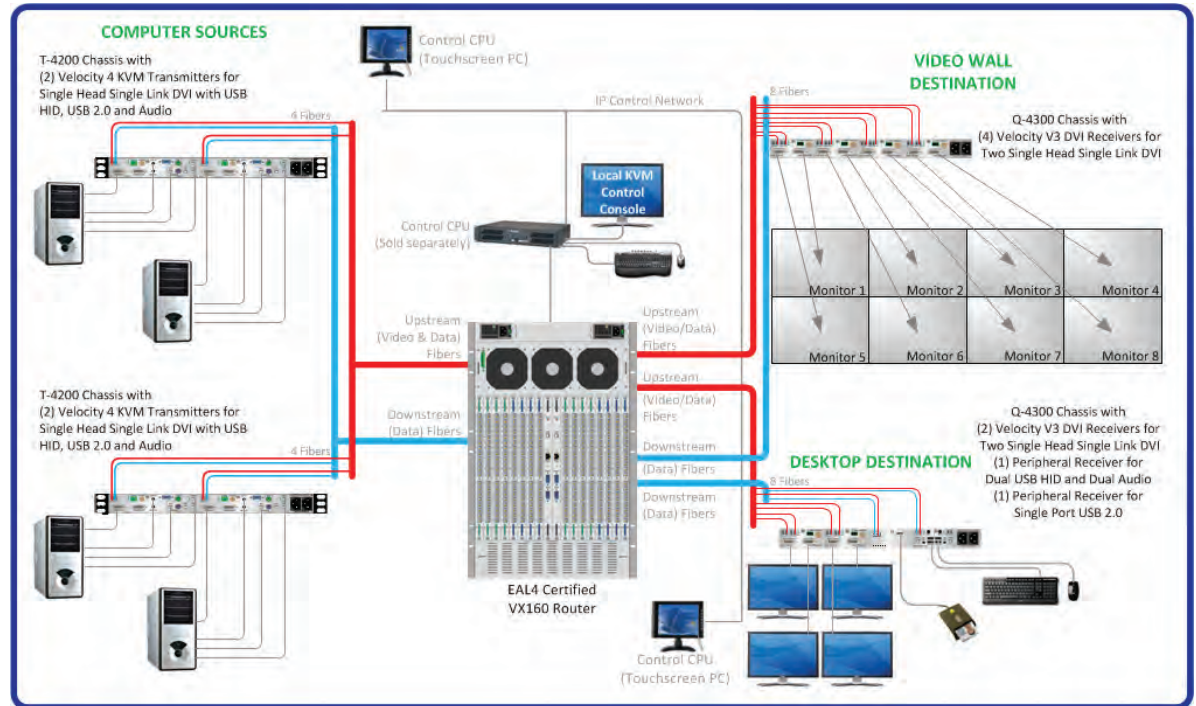 COMPUTER SOURCES
T-4200 Chassis with
(2) Velocity 4 KVM Transmitters for
Single Head Single Link DVI with USB
HID, USB 2.0 and Audio
4 Fibers
T-4200 Chassis with
(2) Velocity 4 KVM Transmitters for
Single Head Single Link DVI with USB
HID, USB 2.0 and Audio
4 Fibers
Control CPU
(Touchscreen PC)
IP Control Network
Local KVM
Control
Console
Control CPU
(Sold separately)
Upstream
(Video & Data)
Fibers
Downstream
(Data) Fibers
Upstream
(Video/Data)
Fibers
Upstream
(Video/Data)
Fibers
Downstream
(Data) Fibers
Downstream
(Data) Fibers
EAL4 Certified
VX160 Router
Control CPU
(Touchscreen PC)
VIDEO WALL
DESTINATION
8 Fibers
Q-4300 Chassis with
(4) Velocity V3 DVI Receivers for
Two Single Head Single Link DVI
Monitor 1
Monitor 2
Monitor 3
Monitor 4
Monitor 5
Monitor 6
Monitor 7
Monitor 8
DESKTOP DESTINATION
8 Fibers
Q-4300 Chassis with
(2) Velocity V3 DVI Receivers for
Two Single Head Single Link DVI
(1) Peripheral Receiver for
Dual USB HID and Dual Audio
(1) Peripheral Receiver for
Single Port USB 2.0